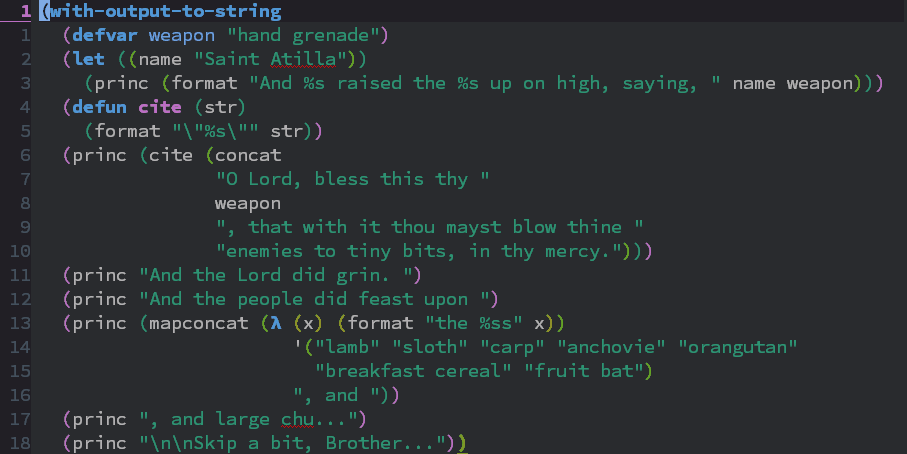 1 (with-output-to-string
1   (defvar weapon "hand grenade")
2   (let ((name "Saint Atilla"))
3     (princ (format "And %s raised the %s up on high, saying, " name weapon)))
4   (defun cite (str)
5     (format "\"%s\"" str))
6   (princ (cite (concat
7                 "O Lord, bless this thy "
8                 weapon
9                 ", that with it thou mayst blow thine "
10                "enemies to tiny bits, in thy mercy.")))
11  (princ "And the Lord did grin. ")
12  (princ "And the people did feast upon ")
13  (princ (mapconcat (λ (x) (format "the %ss" x))
14                       '("lamb" "sloth" "carp" "anchovie" "orangutan"
15                         "breakfast cereal" "fruit bat")
16                       ", and "))
17  (princ ", and large chu...")
18  (princ "\n\nSkip a bit, Brother..."))